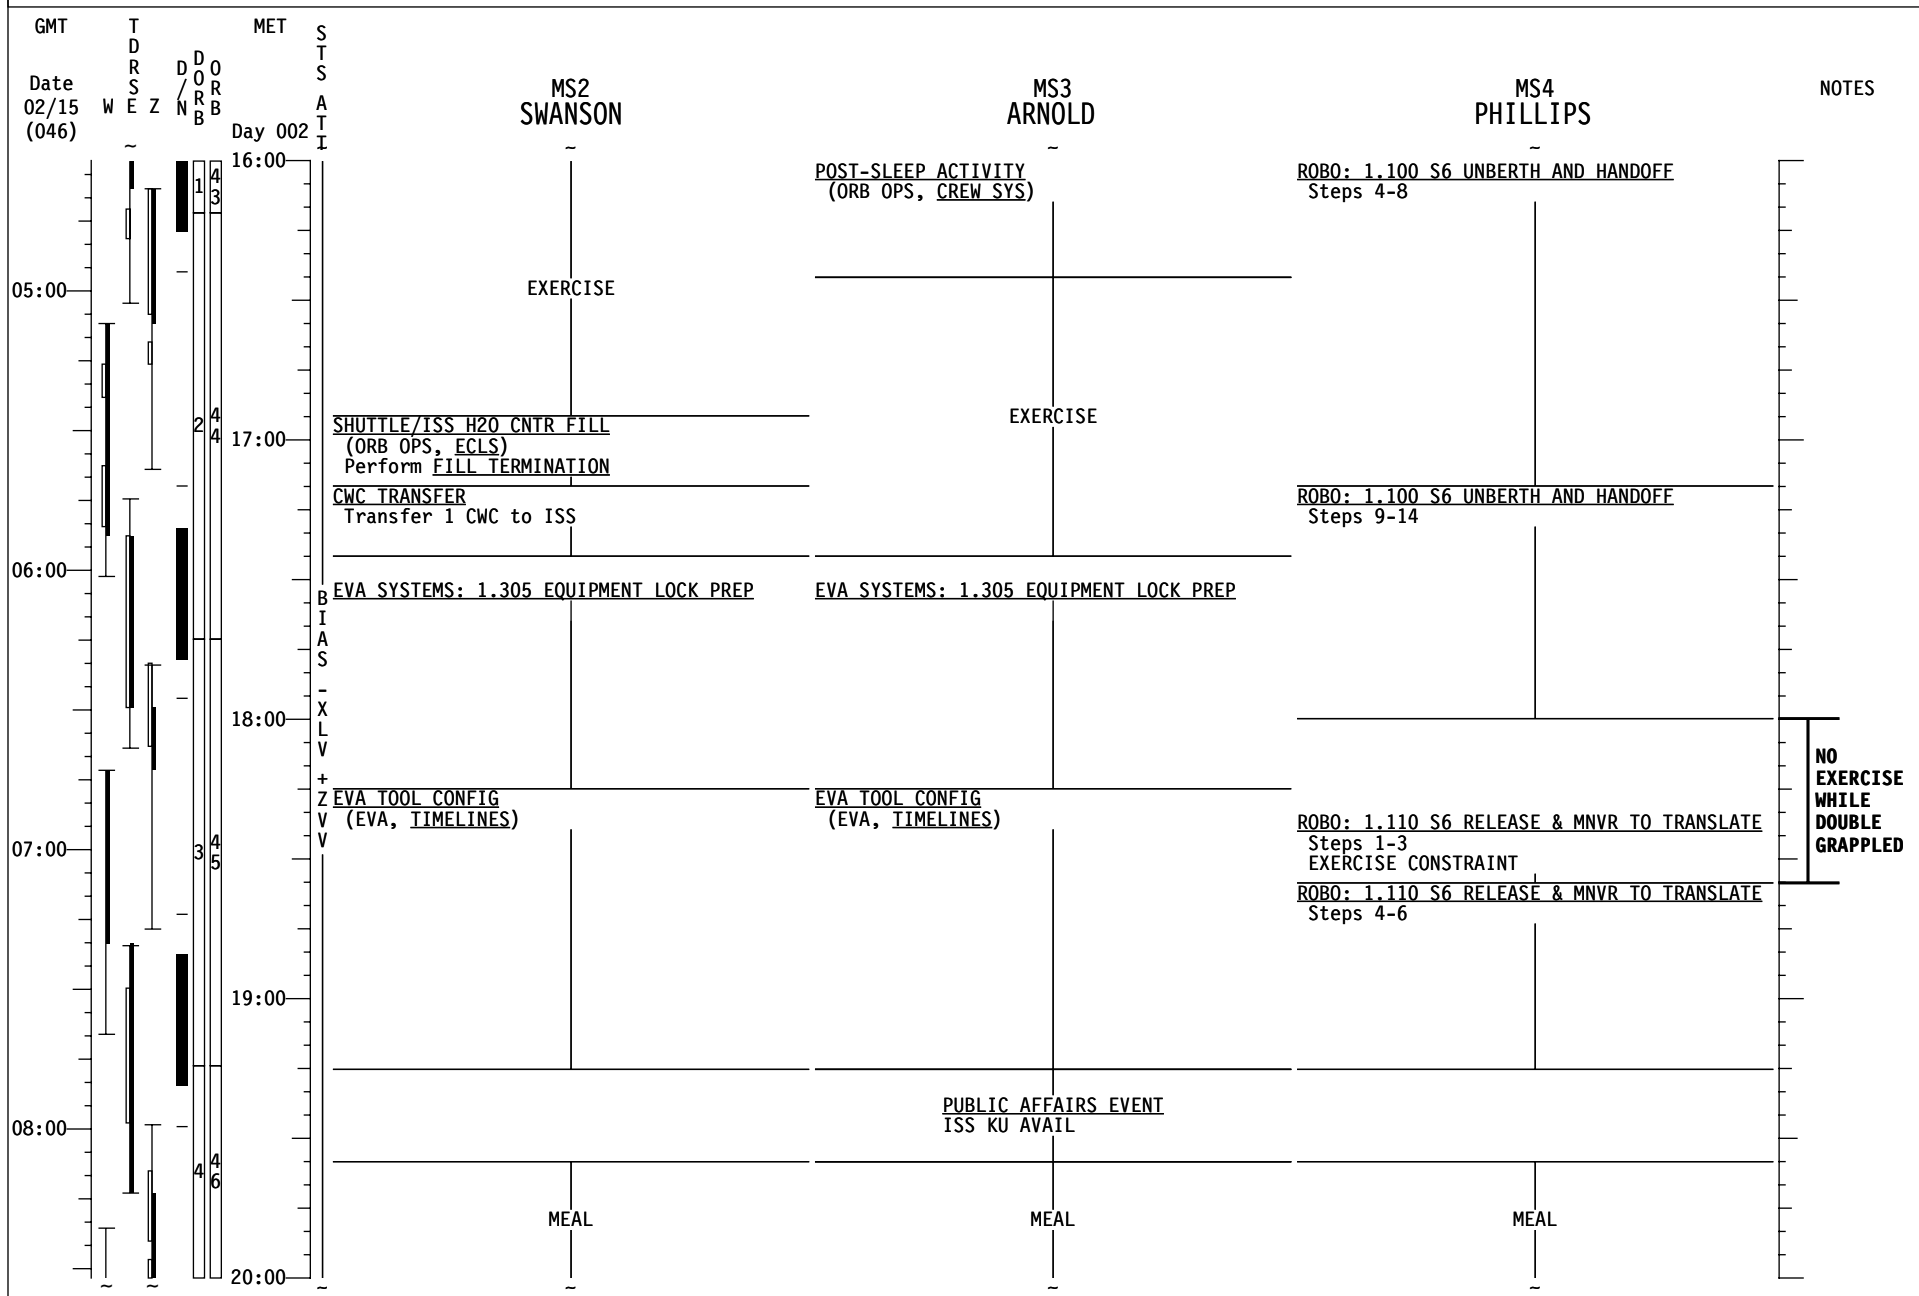 GMT
TDRS
MET
STS ATT
Date
02/15
(046)
W E Z
D/N
DORB
ORB
Day 002
MS2
SWANSON
MS3
ARNOLD
MS4
PHILLIPS
NOTES
~
~
~
~
16:00
1
43
POST-SLEEP ACTIVITY
(ORB OPS, CREW SYS)
ROBO: 1.100 S6 UNBERTH AND HANDOFF
Steps 4-8
05:00
EXERCISE
2
44
17:00
SHUTTLE/ISS H2O CNTR FILL
(ORB OPS, ECLS)
Perform FILL TERMINATION
EXERCISE
CWC TRANSFER
Transfer 1 CWC to ISS
ROBO: 1.100 S6 UNBERTH AND HANDOFF
Steps 9-14
06:00
BIAS -XLV +ZVV
EVA SYSTEMS: 1.305 EQUIPMENT LOCK PREP
EVA SYSTEMS: 1.305 EQUIPMENT LOCK PREP
18:00
EVA TOOL CONFIG
(EVA, TIMELINES)
EVA TOOL CONFIG
(EVA, TIMELINES)
NO
EXERCISE
WHILE
DOUBLE
GRAPPLED
07:00
3
45
ROBO: 1.110 S6 RELEASE & MNVR TO TRANSLATE
Steps 1-3
EXERCISE CONSTRAINT
ROBO: 1.110 S6 RELEASE & MNVR TO TRANSLATE
Steps 4-6
19:00
PUBLIC AFFAIRS EVENT
ISS KU AVAIL
08:00
4
46
MEAL
MEAL
MEAL
20:00
~
~
~
~
~
~